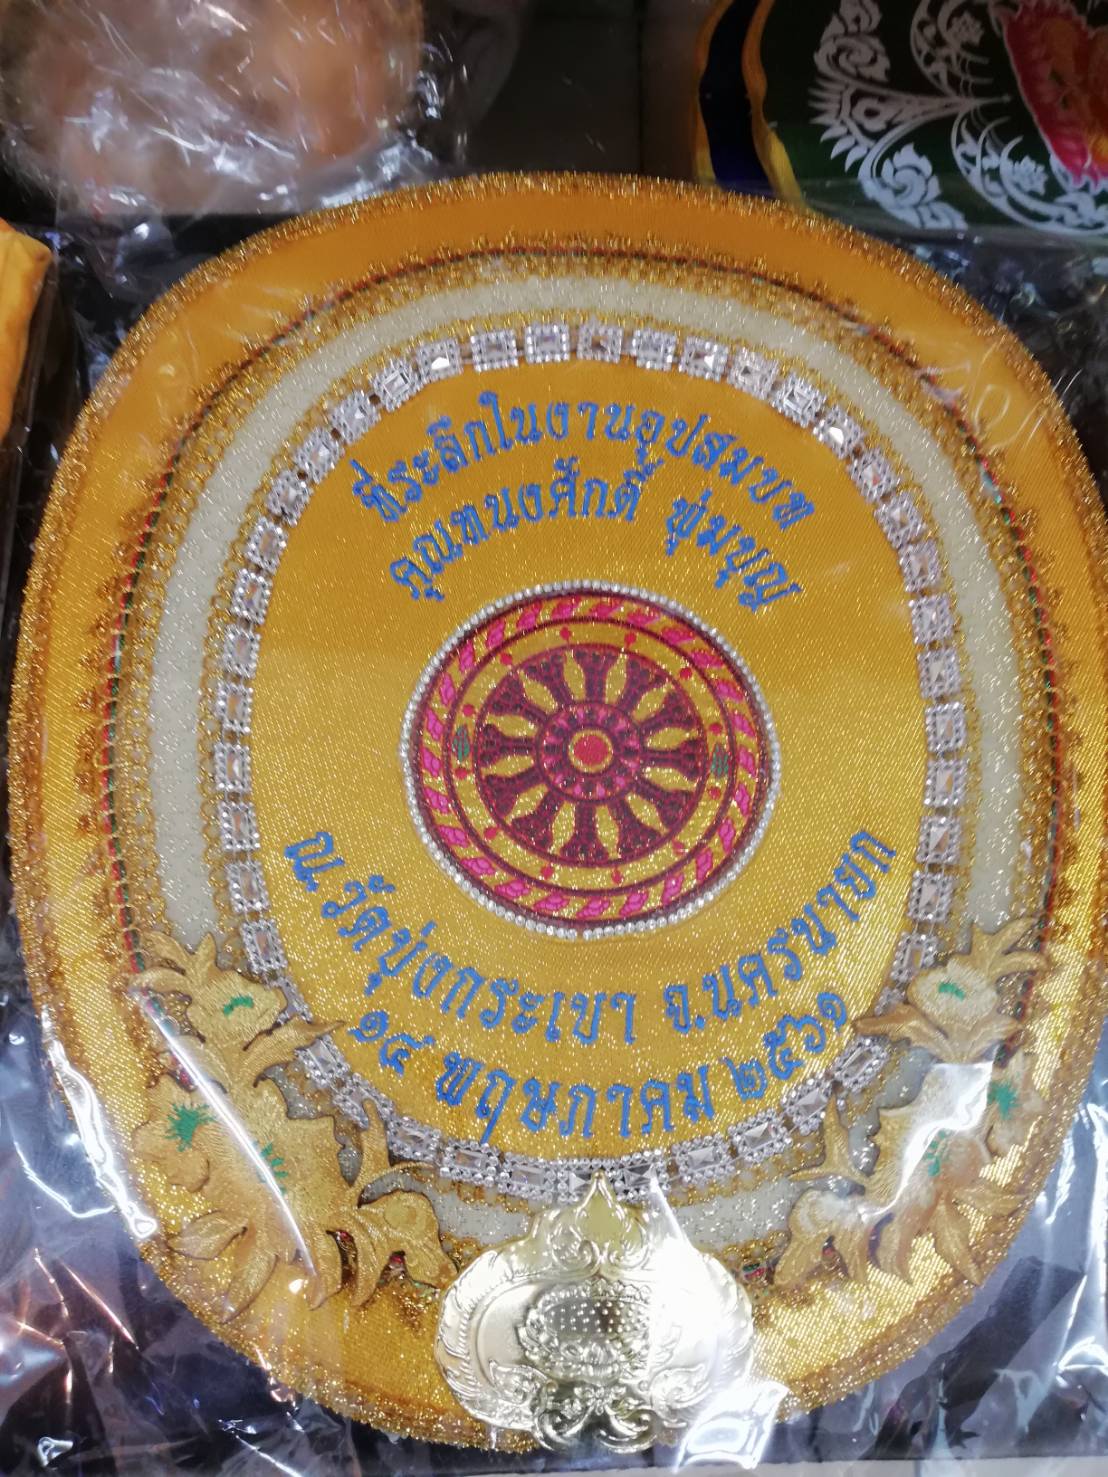 ที่ระลึกในงานอุปสมบท
คุณทนงศักดิ์ พุ่มบุญ
ณ.วัดบุ่งกระเบา จ.นครนายก
๑๔ พฤษภาคม ๒๕๖๑